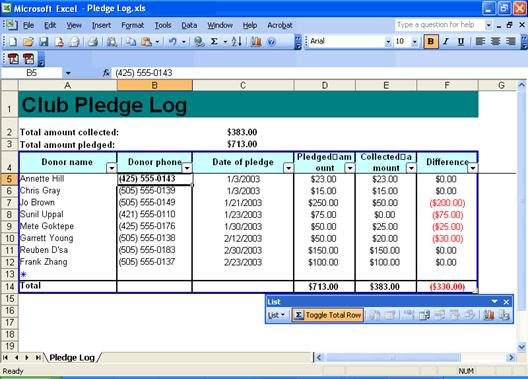 Microsoft Excel - Pledge Log.xls
File Edit View Insert Format Tools Data Window Help Acrobat Type a question for help
Arial 10 B I U
B5 fx (425) 555-0143
A B C D E F G
1 Club Pledge Log
2 Total amount collected: $383.00
3 Total amount pledged: $713.00
4 Donor name Donor phone Date of pledge Pledged□am ount Collected□a mount Difference
5 Annette Hill (425) 555-0143 1/3/2003 $23.00 $23.00 $0.00
6 Chris Gray (505) 555-0139 1/3/2003 $15.00 $15.00 $0.00
7 Jo Brown (505) 555-0149 1/21/2003 $250.00 $50.00 ($200.00)
8 Sunil Uppal (421) 555-0110 1/23/2003 $75.00 $0.00 ($75.00)
9 Mete Goktepe (425) 555-0176 1/30/2003 $50.00 $25.00 ($25.00)
10 Garrett Young (505) 555-0138 2/12/2003 $50.00 $20.00 ($30.00)
11 Reuben D'sa (505) 555-0183 2/30/2003 $150.00 $150.00 $0.00
12 Frank Zhang (505) 555-0137 2/23/2003 $100.00 $100.00 $0.00
13 *
14 Total $713.00 $383.00 ($330.00)
15
List
16
List Σ Toggle Total Row
17
18
19
Pledge Log
Ready NUM